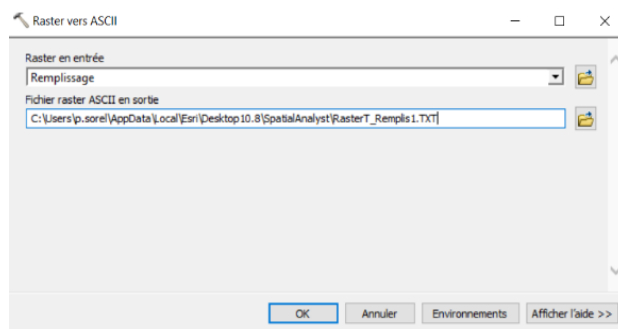 Raster vers ASCII
Raster en entrée
Remplissage
Fichier raster ASCII en sortie
C:\Users\p.sorel\AppData\Local\Esri\Desktop10.8\SpatialAnalyst\RasterT_Remplis1.TXT
OK Annuler Environnements Afficher l'aide >>